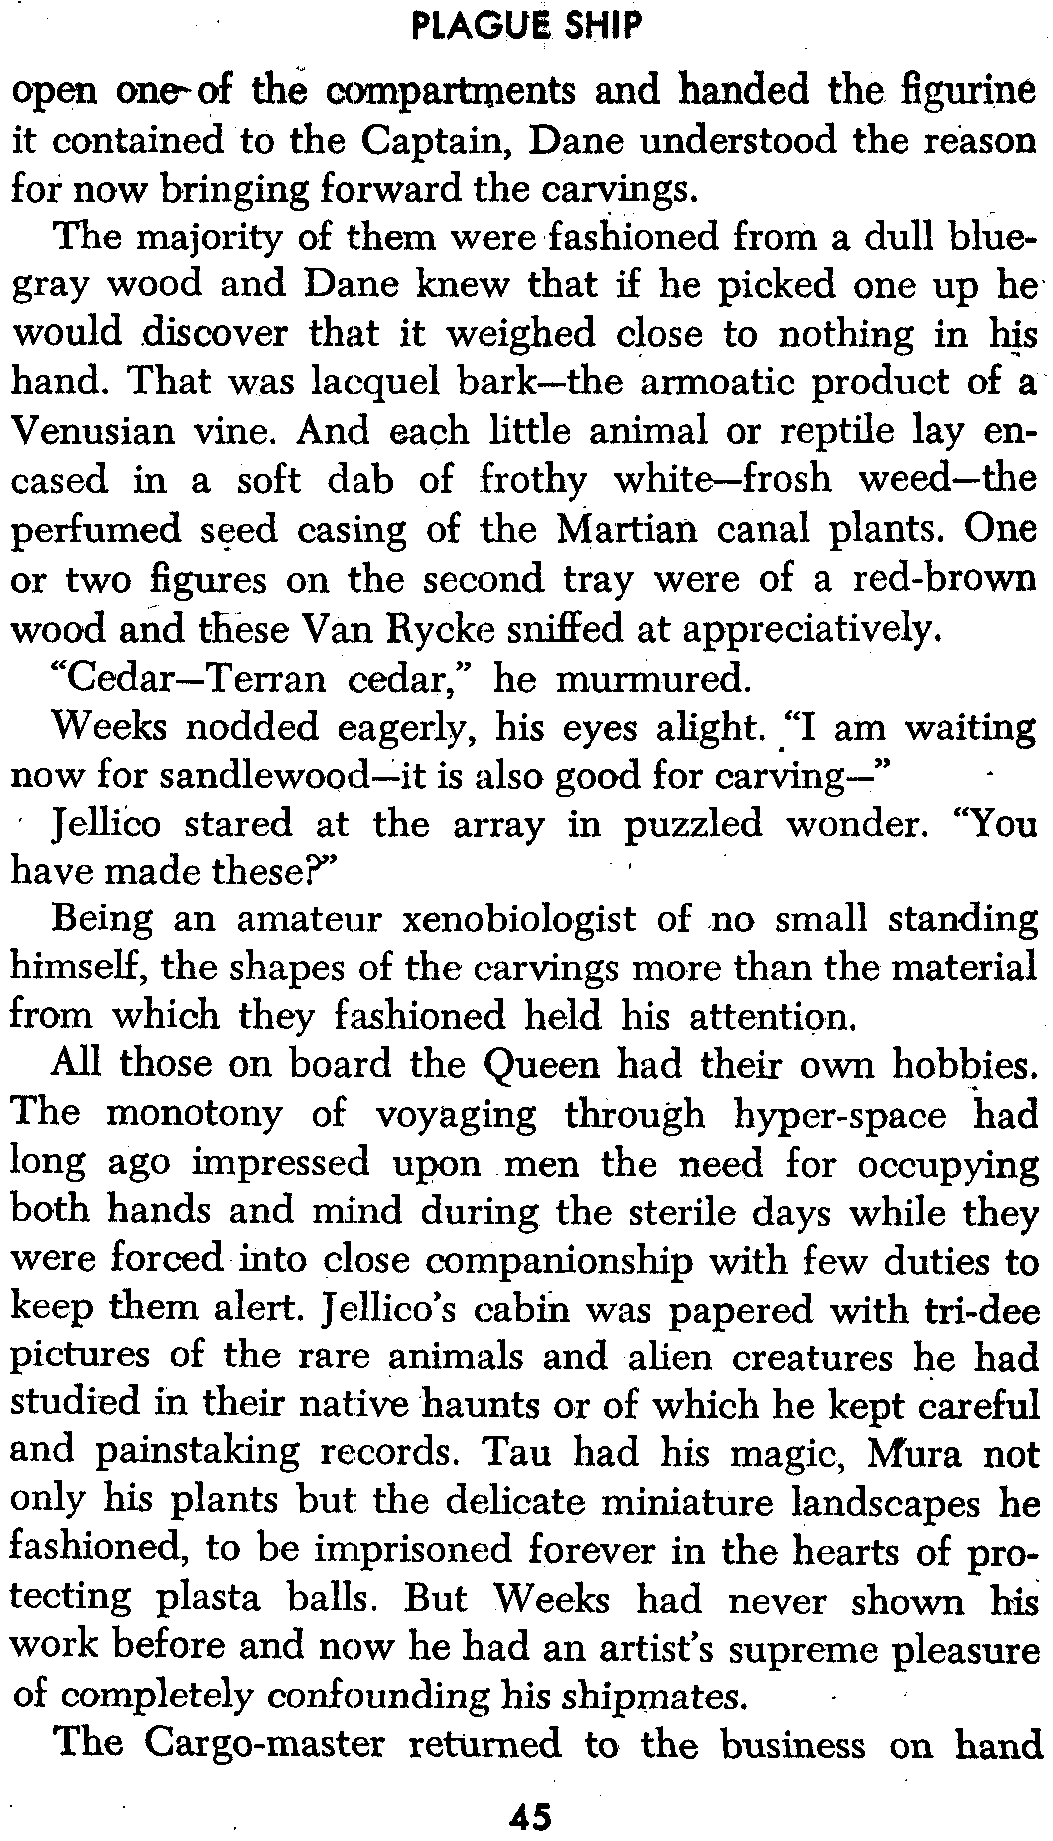 PLAGUE SHIP
open one of the compartments and handed the figurine
it contained to the Captain, Dane understood the reason
for now bringing forward the carvings.
The majority of them were fashioned from a dull blue-
gray wood and Dane knew that if he picked one up he
would discover that it weighed close to nothing in his
hand. That was lacquel bark—the armoatic product of a
Venusian vine. And each little animal or reptile lay en-
cased in a soft dab of frothy white—frosh weed—the
perfumed seed casing of the Martian canal plants. One
or two figures on the second tray were of a red-brown
wood and these Van Rycke sniffed at appreciatively.
“Cedar—Terran cedar,” he murmured.
Weeks nodded eagerly, his eyes alight. “I am waiting
now for sandlewood—it is also good for carving—”
Jellico stared at the array in puzzled wonder. “You
have made these?”
Being an amateur xenobiologist of no small standing
himself, the shapes of the carvings more than the material
from which they fashioned held his attention.
All those on board the Queen had their own hobbies.
The monotony of voyaging through hyper-space had
long ago impressed upon men the need for occupying
both hands and mind during the sterile days while they
were forced into close companionship with few duties to
keep them alert. Jellico’s cabin was papered with tri-dee
pictures of the rare animals and alien creatures he had
studied in their native haunts or of which he kept careful
and painstaking records. Tau had his magic, Mura not
only his plants but the delicate miniature landscapes he
fashioned, to be imprisoned forever in the hearts of pro-
tecting plasta balls. But Weeks had never shown his
work before and now he had an artist’s supreme pleasure
of completely confounding his shipmates.
The Cargo-master returned to the business on hand
45